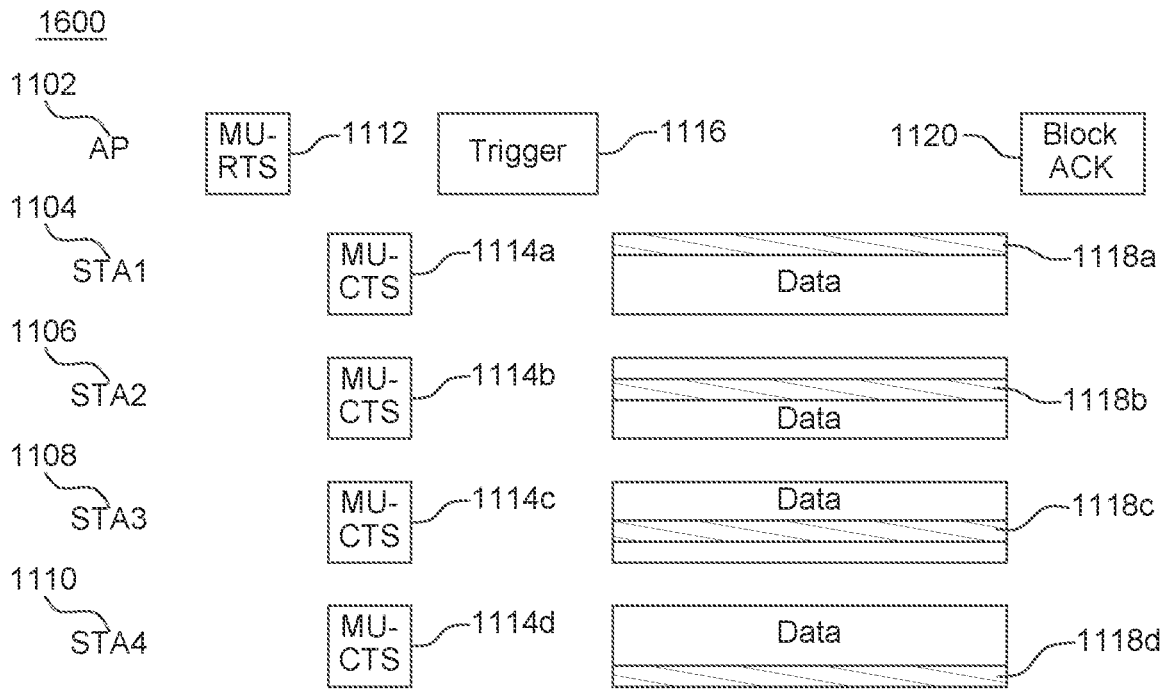 1600
1102
AP
MU-
RTS
1112
Trigger
1116
1120
Block
ACK
1104
STA1
MU-
CTS
1114a
Data
1118a
1106
STA2
MU-
CTS
1114b
Data
1118b
1108
STA3
MU-
CTS
1114c
Data
1118c
1110
STA4
MU-
CTS
1114d
Data
1118d